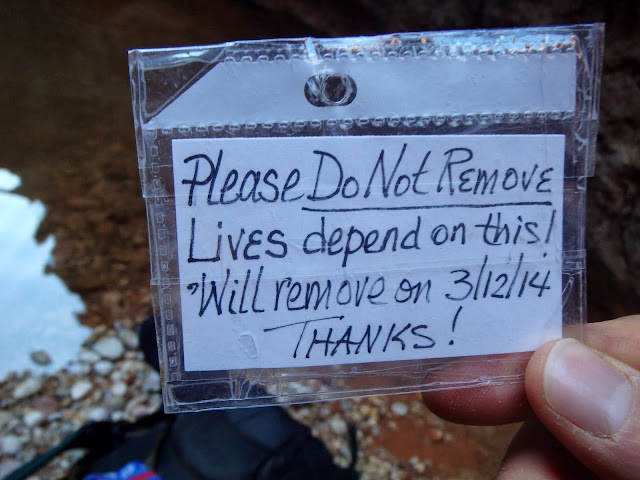 Please Do Not Remove
Lives depend on this!
Will remove on 3/12/14
THANKS!